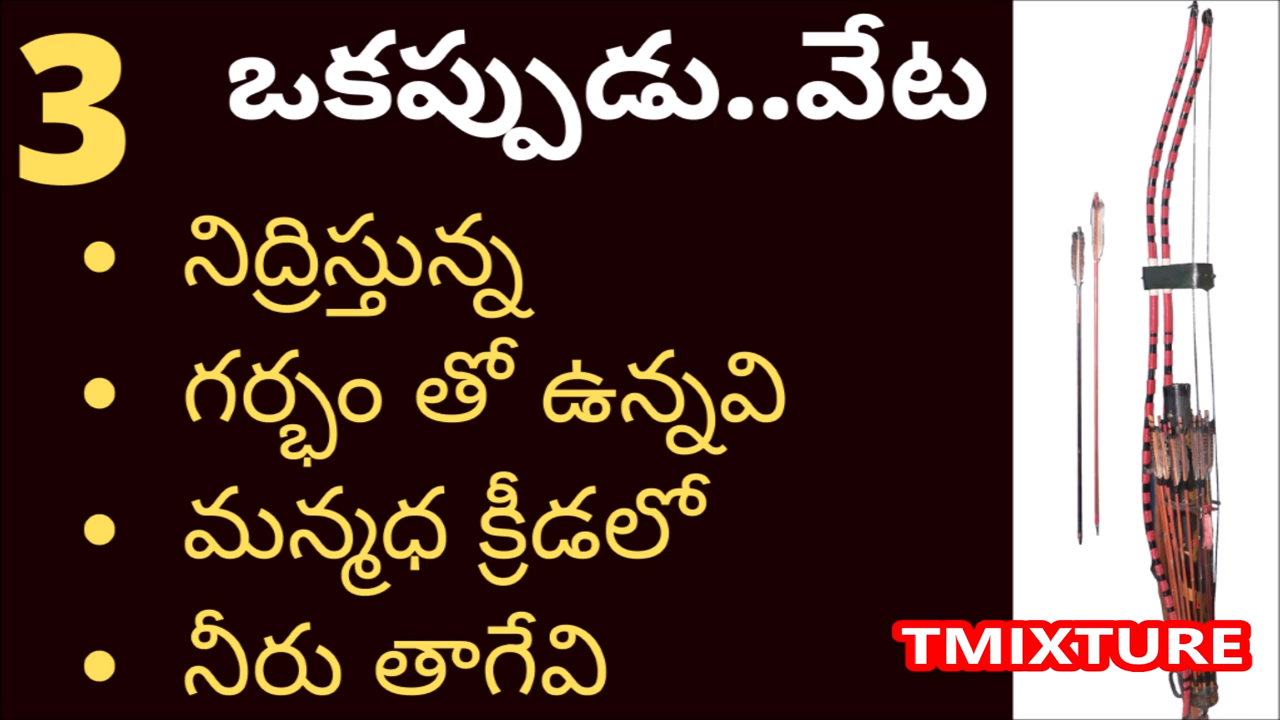 3
ఒకప్పుడు..వేట
• నిద్రిస్తున్న
• గర్భం తో ఉన్నవి
• మన్మధ క్రీడలో
• నీరు తాగేవి
TMIXTURE